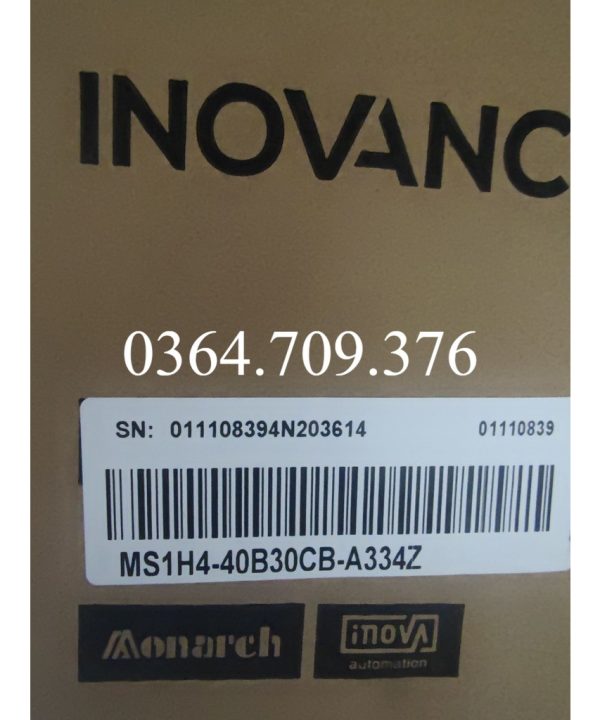 INOVANC
0364.709.376
SN: 011108394N203614 01110839
MS1H4-40B30CB-A334Z
Monarch inovA
automation